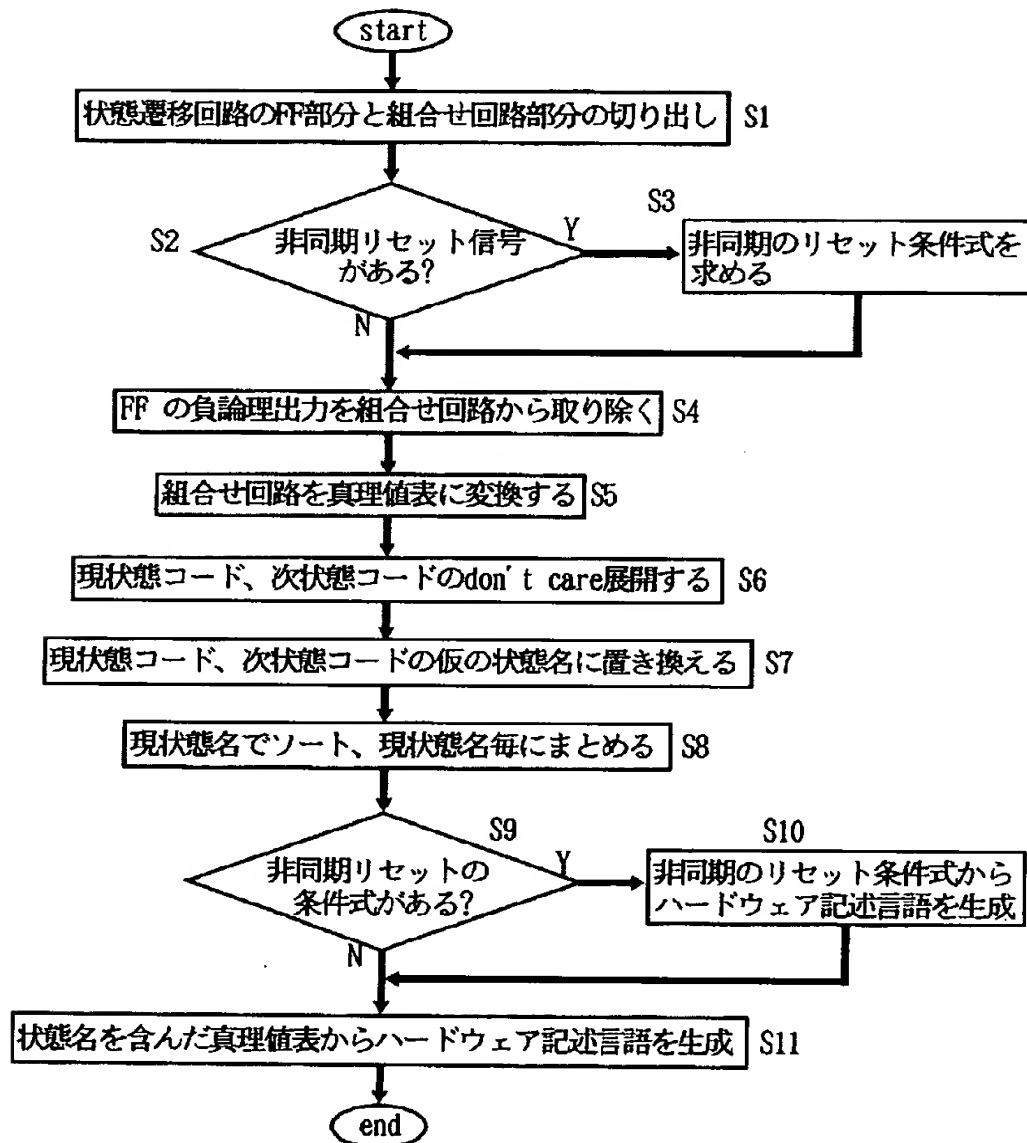 start
状態遷移回路のFF部分と組合せ回路部分の切り出し S1
S2
非同期リセット信号
がある?
Y
S3
非同期のリセット条件式を
求める
N
FF の負論理出力を組合せ回路から取り除く S4
組合せ回路を真理値表に変換する S5
現状態コード、次状態コードのdon't care展開する S6
現状態コード、次状態コードの仮の状態名に置き換える S7
現状態名でソート、現状態名毎にまとめる S8
S9
非同期リセットの
条件式がある?
Y
S10
非同期のリセット条件式から
ハードウェア記述言語を生成
N
状態名を含んだ真理値表からハードウェア記述言語を生成 S11
end